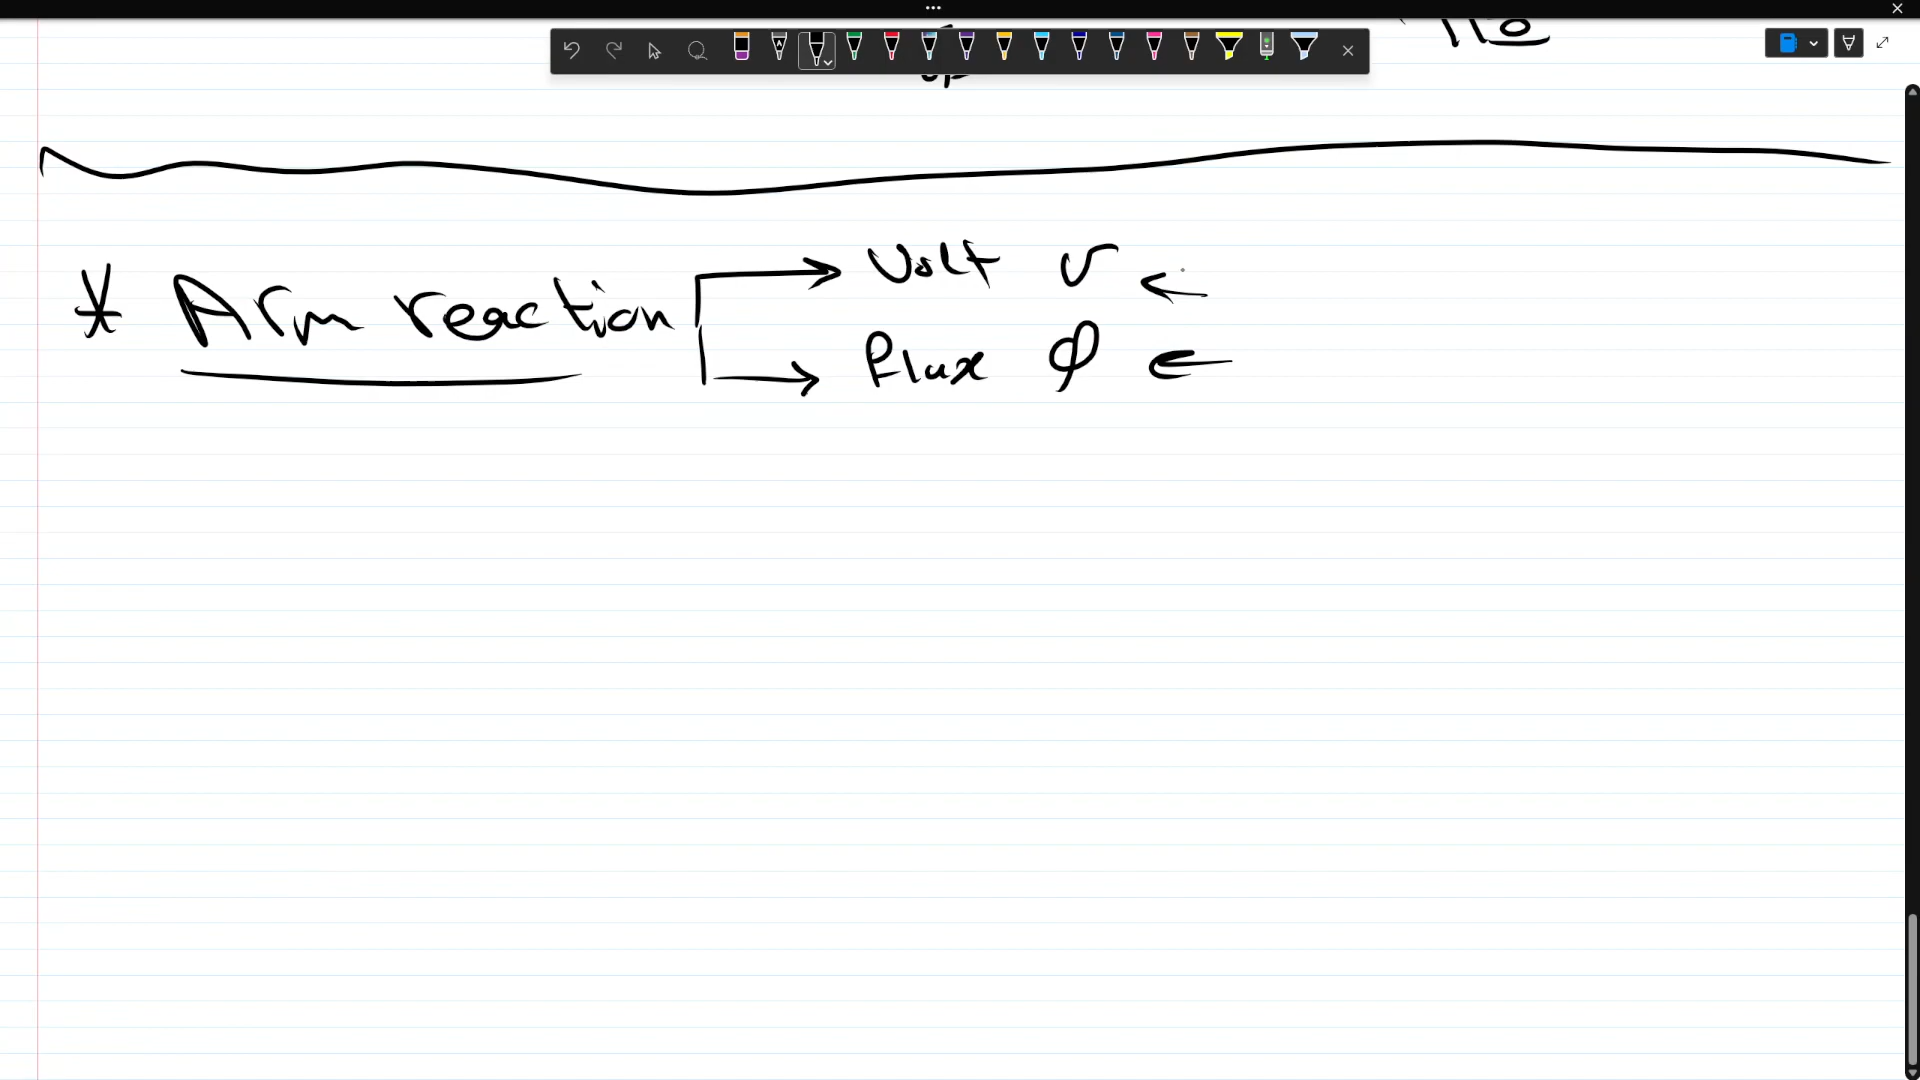 * Arm reaction → Volt v ←
→ Flux φ ←